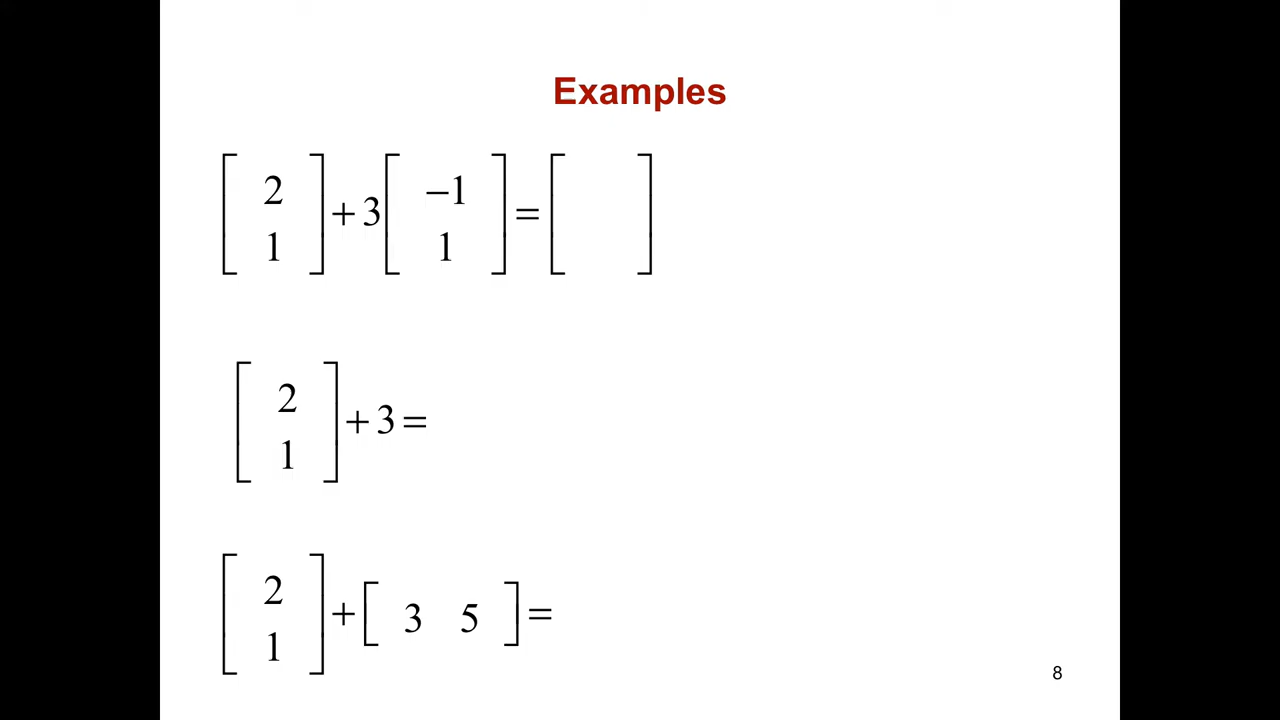 Examples
[ 2 1 ] + 3 [ −1 1 ] = [ ]
[ 2 1 ] + 3 =
[ 2 1 ] + [ 3 5 ] =
8